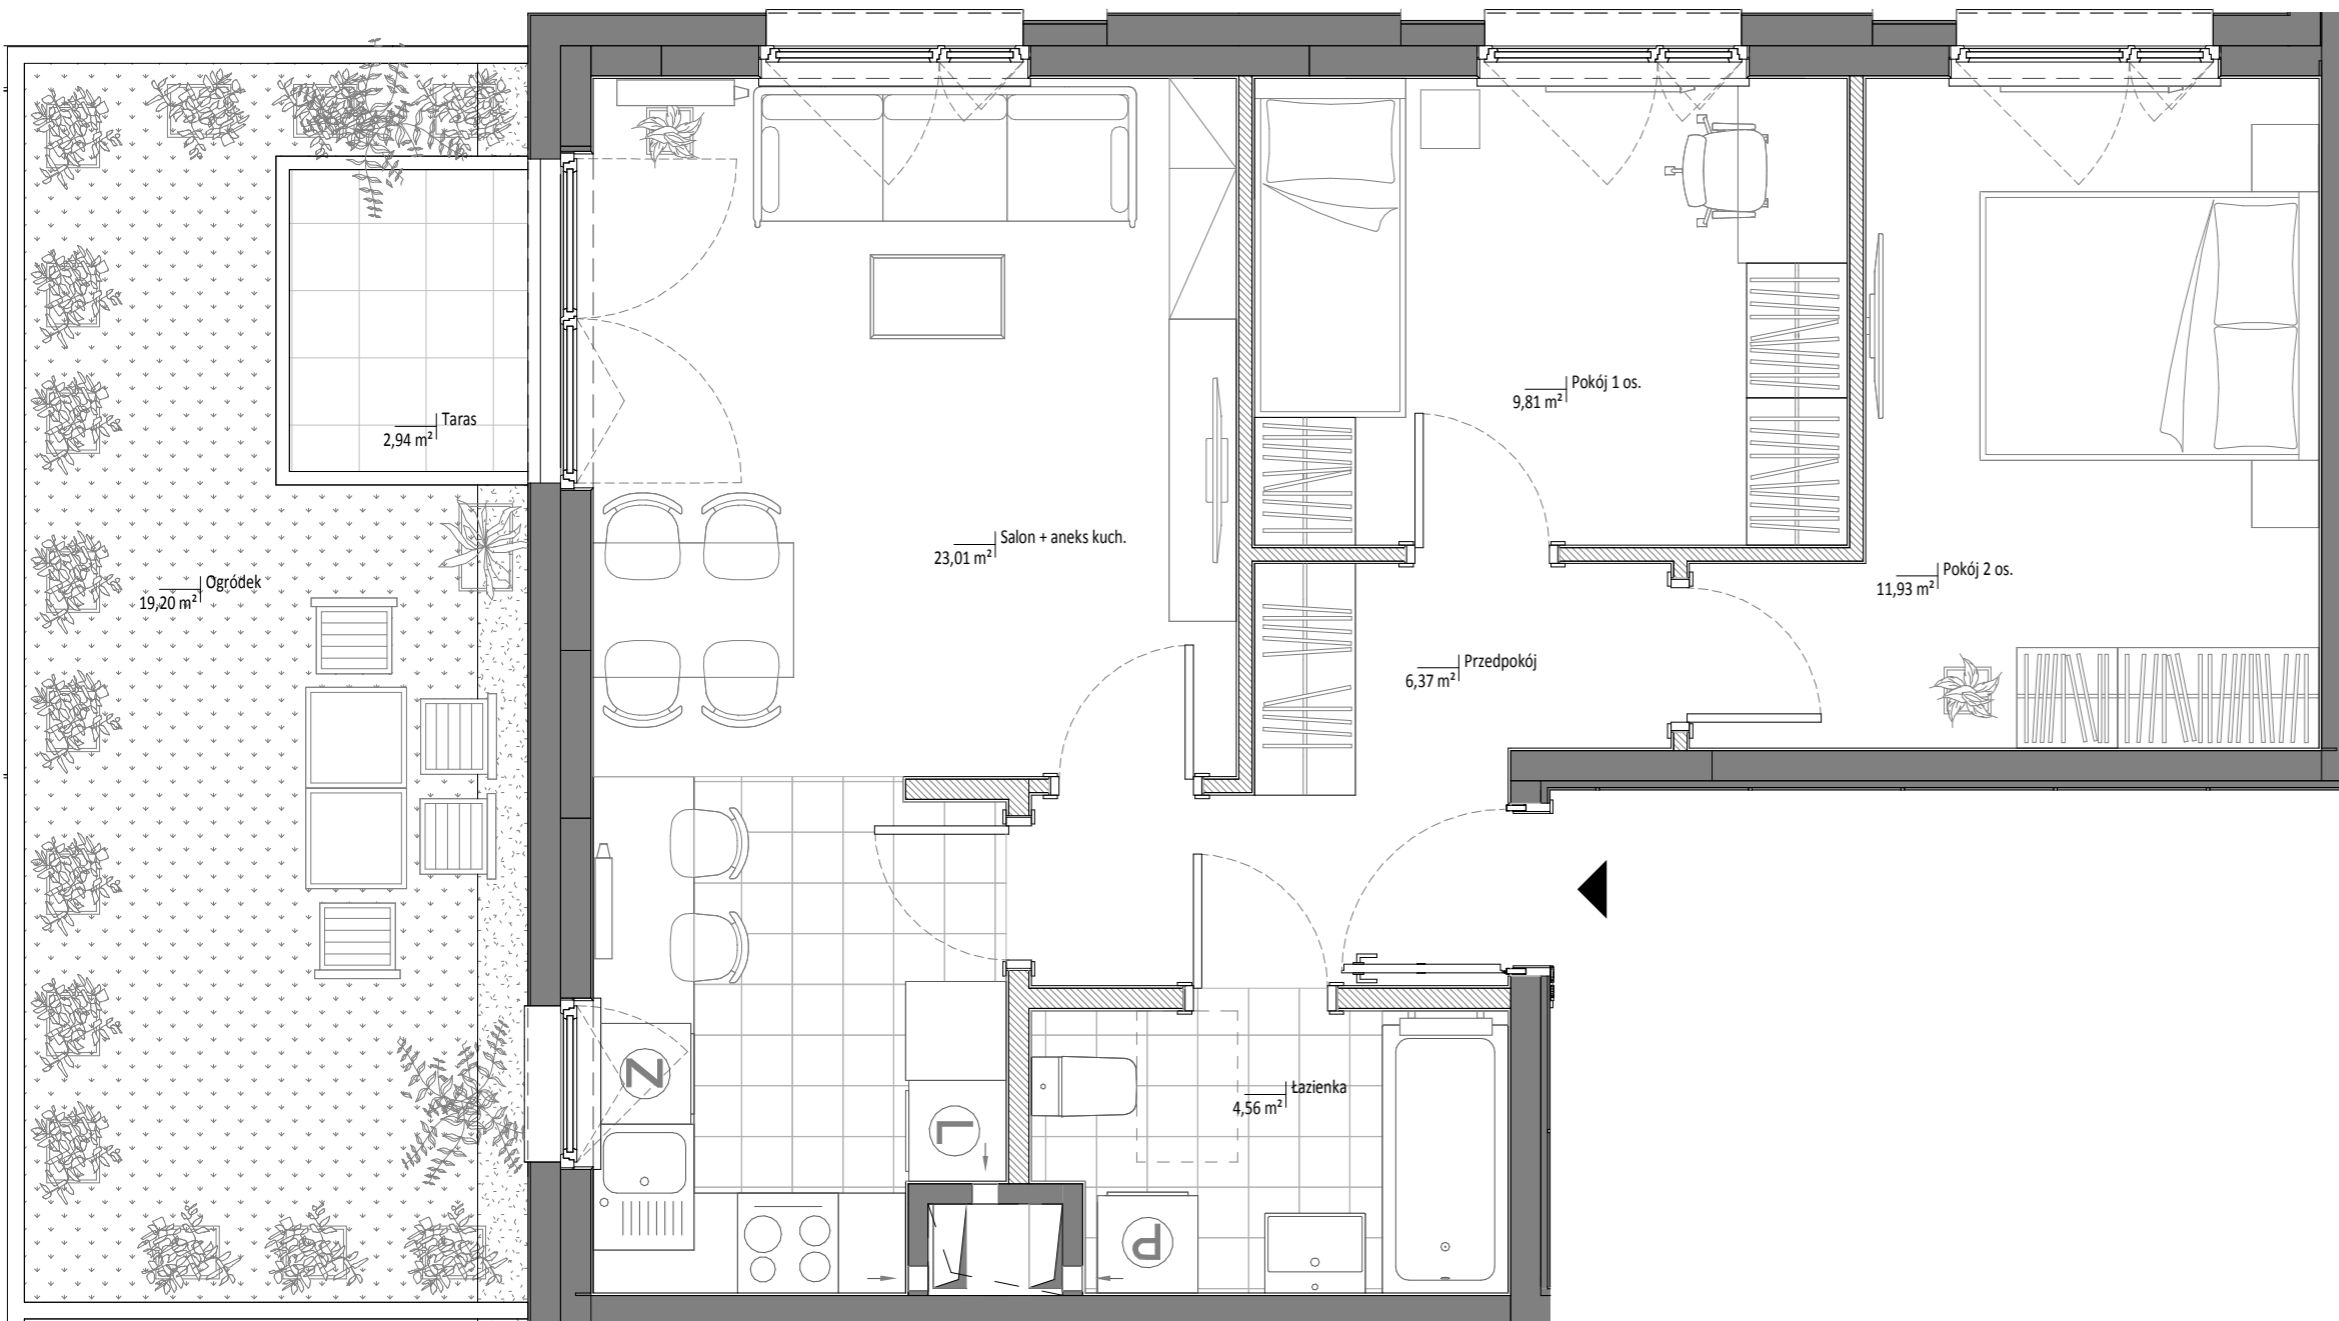 Taras
2,94 m²
Ogródek
19,20 m²
Salon + aneks kuch.
23,01 m²
Pokój 1 os.
9,81 m²
Pokój 2 os.
11,93 m²
Przedpokój
6,37 m²
Łazienka
4,56 m²
Z
L
P